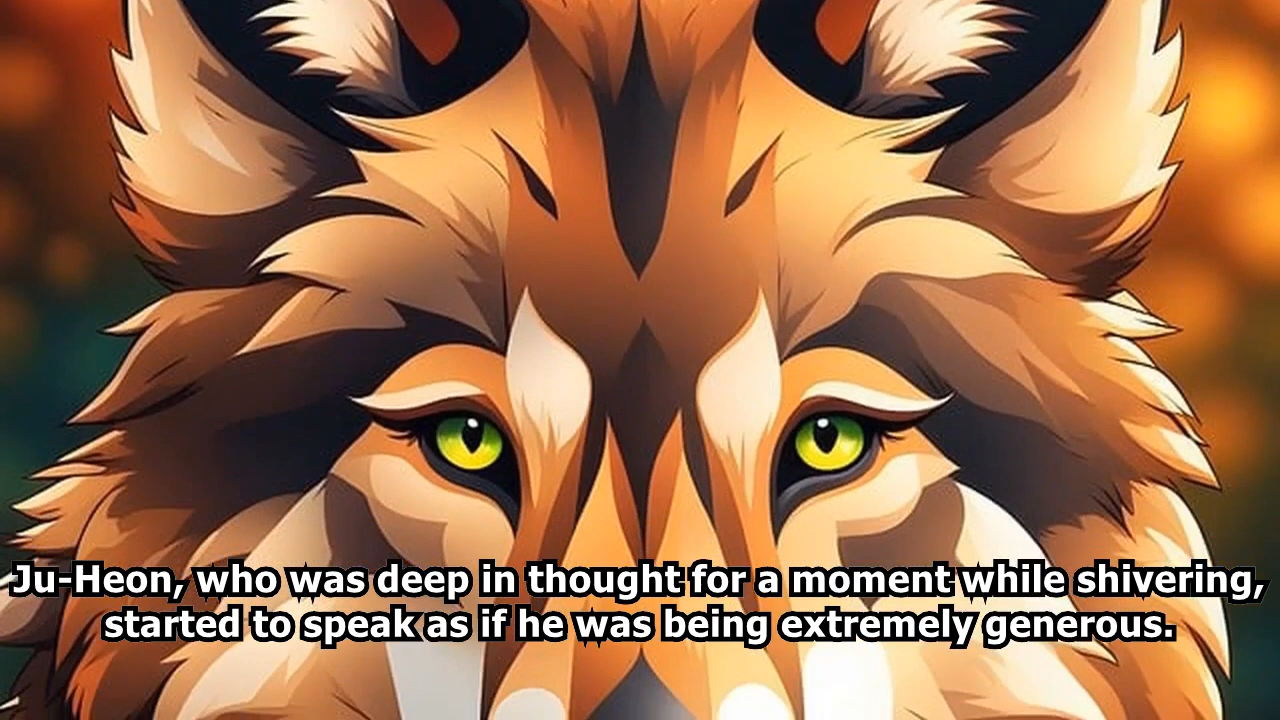 Ju-Heon, who was deep in thought for a moment while shivering,
started to speak as if he was being extremely generous.